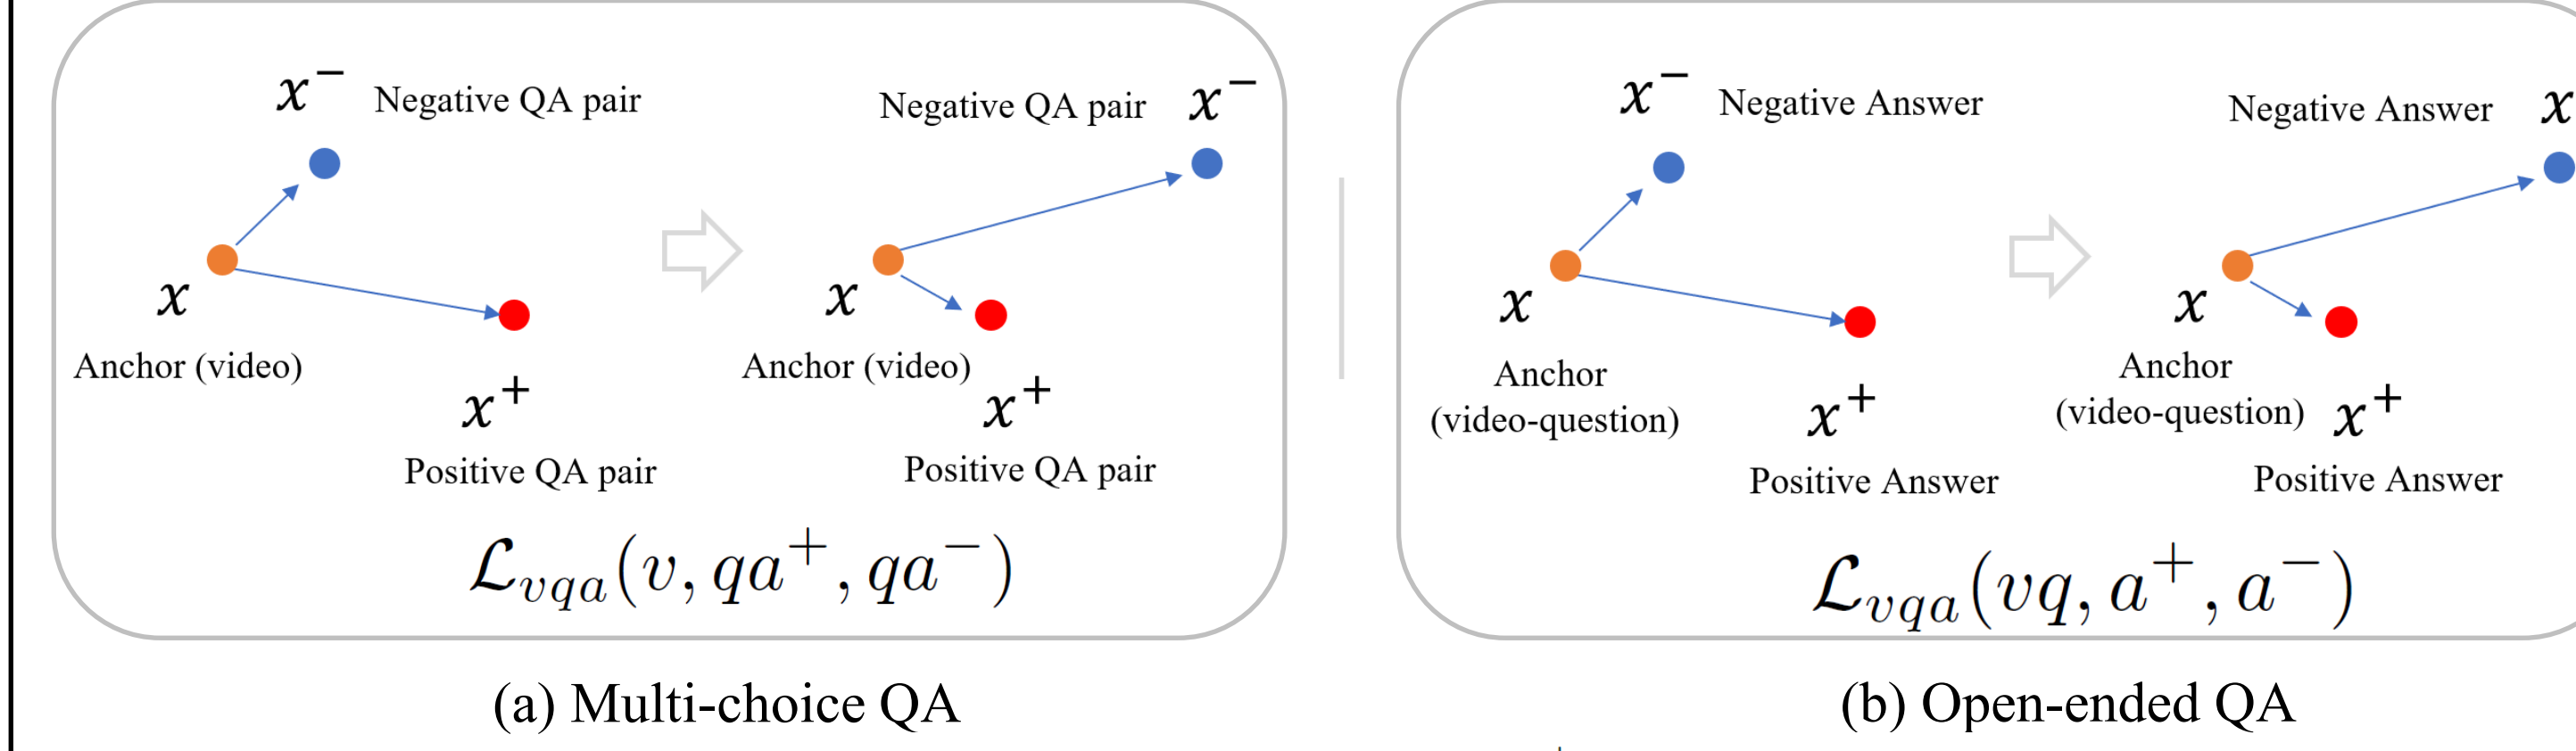 x⁻ Negative QA pair
x
Anchor (video)
x⁺
Positive QA pair
Negative QA pair x⁻
x
Anchor (video)
x⁺
Positive QA pair
ℒ_vqa(v, qa⁺, qa⁻)
(a) Multi-choice QA
x⁻ Negative Answer
x
Anchor
(video-question)
x⁺
Positive Answer
Negative Answer x
x
Anchor
(video-question)
x⁺
Positive Answer
ℒ_vqa(vq, a⁺, a⁻)
(b) Open-ended QA